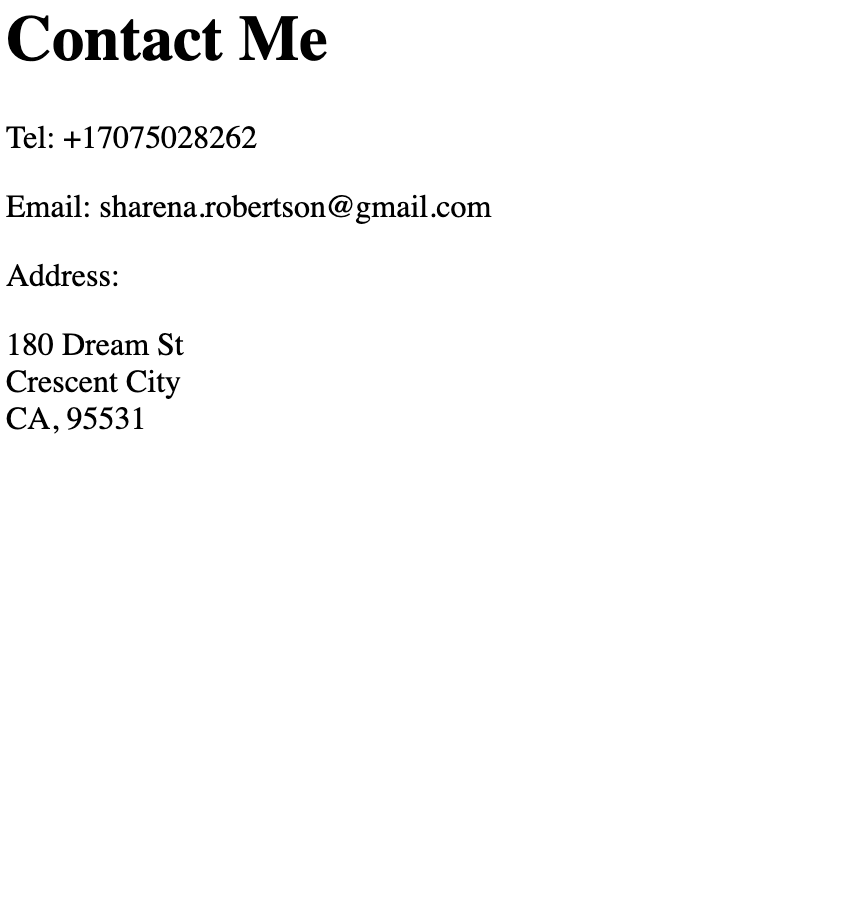 Contact Me
Tel: +17075028262
Email: sharena.robertson@gmail.com
Address:
180 Dream St
Crescent City
CA, 95531